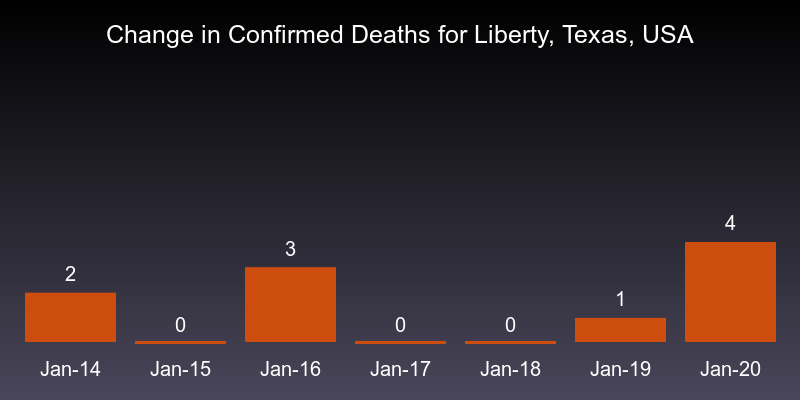 Change in Confirmed Deaths for Liberty, Texas, USA
2
0
3
0
0
1
4
Jan-14
Jan-15
Jan-16
Jan-17
Jan-18
Jan-19
Jan-20